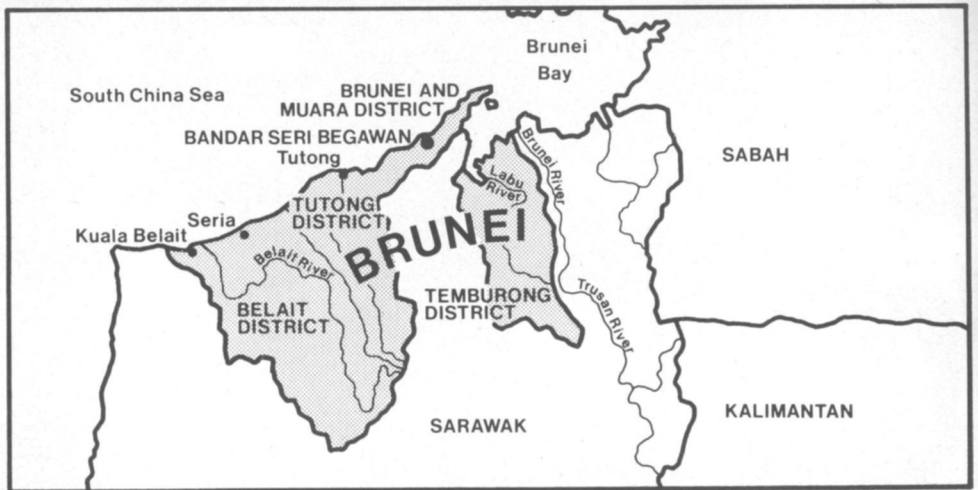 Brunei
Bay
South China Sea
BRUNEI AND
MUARA DISTRICT
BANDAR SERI BEGAWAN
Tutong
SABAH
Brunei River
Labu
River
TUTONG
DISTRICT
Seria
Kuala Belait
BRUNEI
Belait River
BELAIT
DISTRICT
TEMBURONG
DISTRICT
Trusan River
KALIMANTAN
SARAWAK